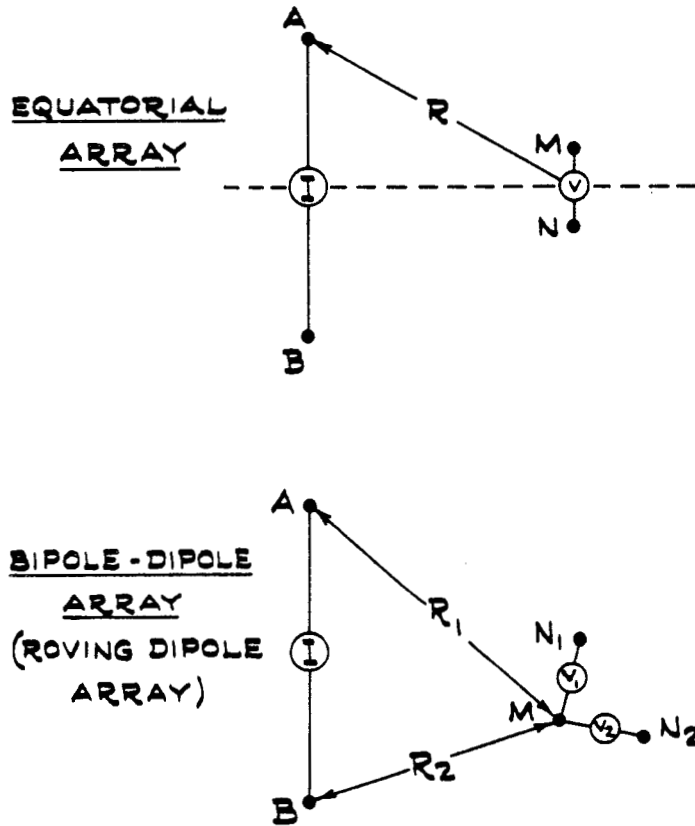 A
EQUATORIAL
ARRAY
R
M
I
V
N
B
A
BIPOLE-DIPOLE
ARRAY
(ROVING DIPOLE
ARRAY)
I
R1
N1
V1
M
V2
N2
R2
B